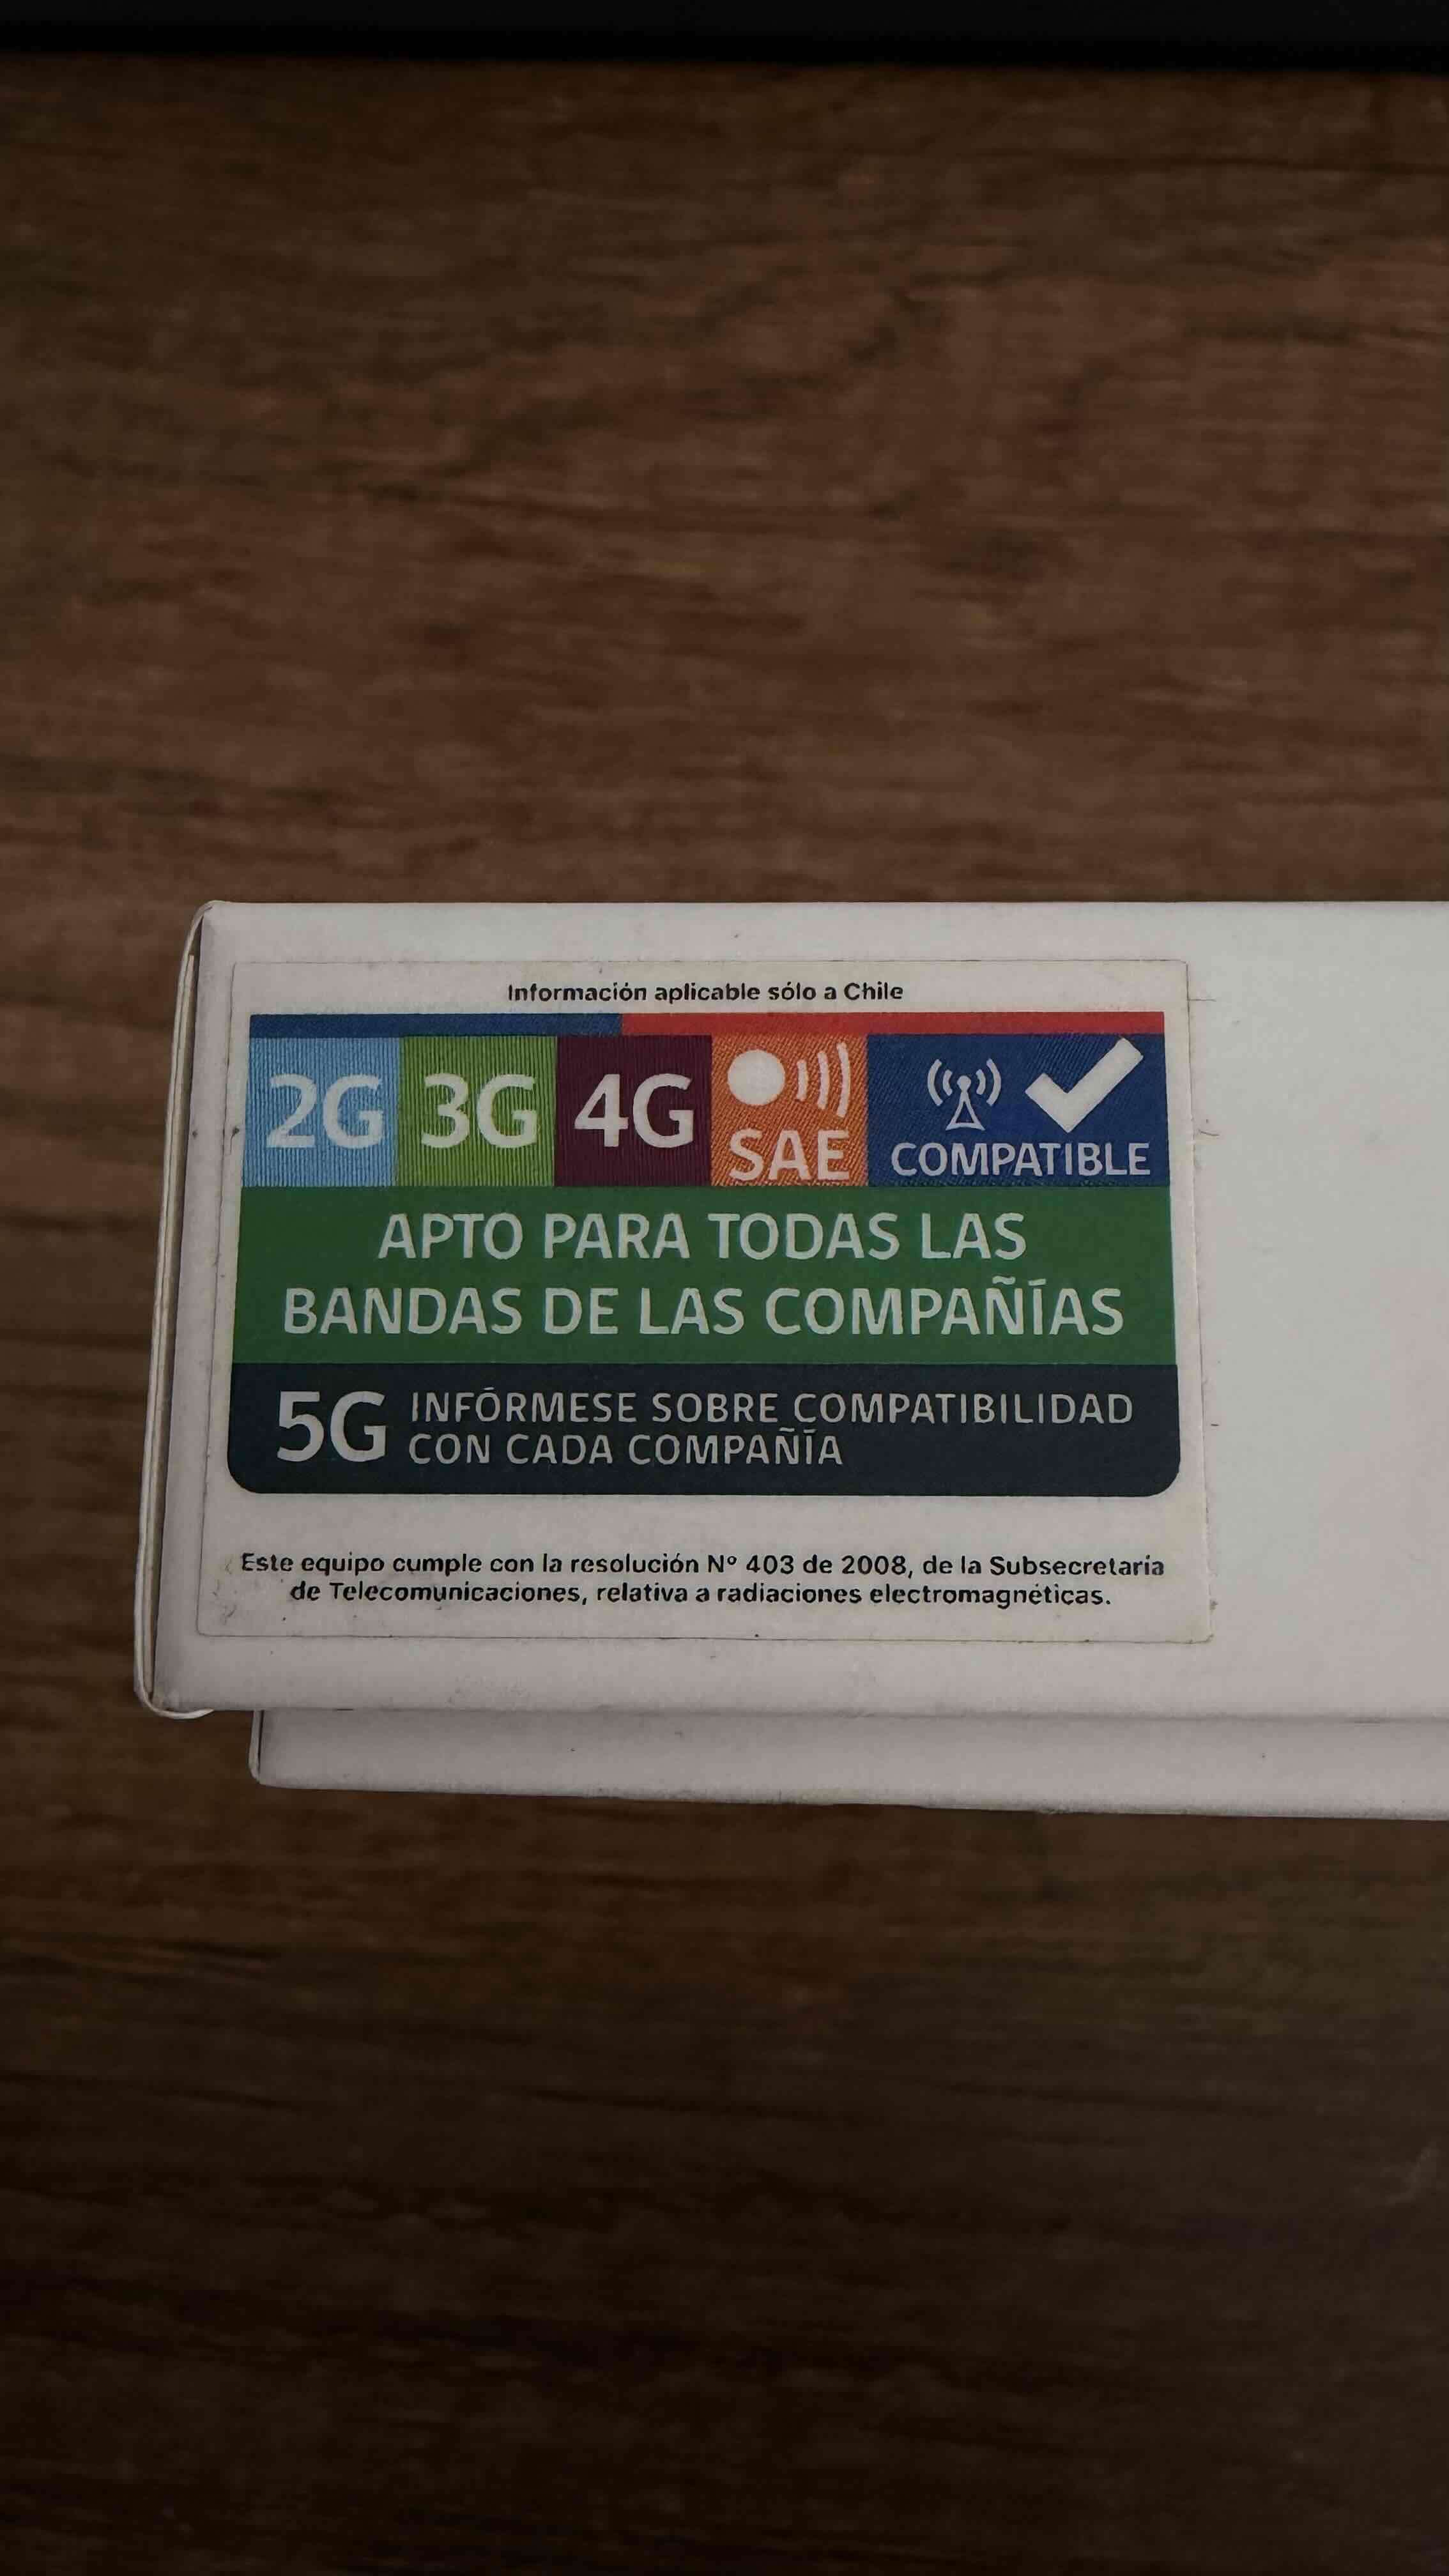 Información aplicable sólo a Chile
2G 3G 4G SAE COMPATIBLE
APTO PARA TODAS LAS
BANDAS DE LAS COMPAÑÍAS
5G INFÓRMESE SOBRE COMPATIBILIDAD
CON CADA COMPAÑÍA
Este equipo cumple con la resolución Nº 403 de 2008, de la Subsecretaría
de Telecomunicaciones, relativa a radiaciones electromagnéticas.